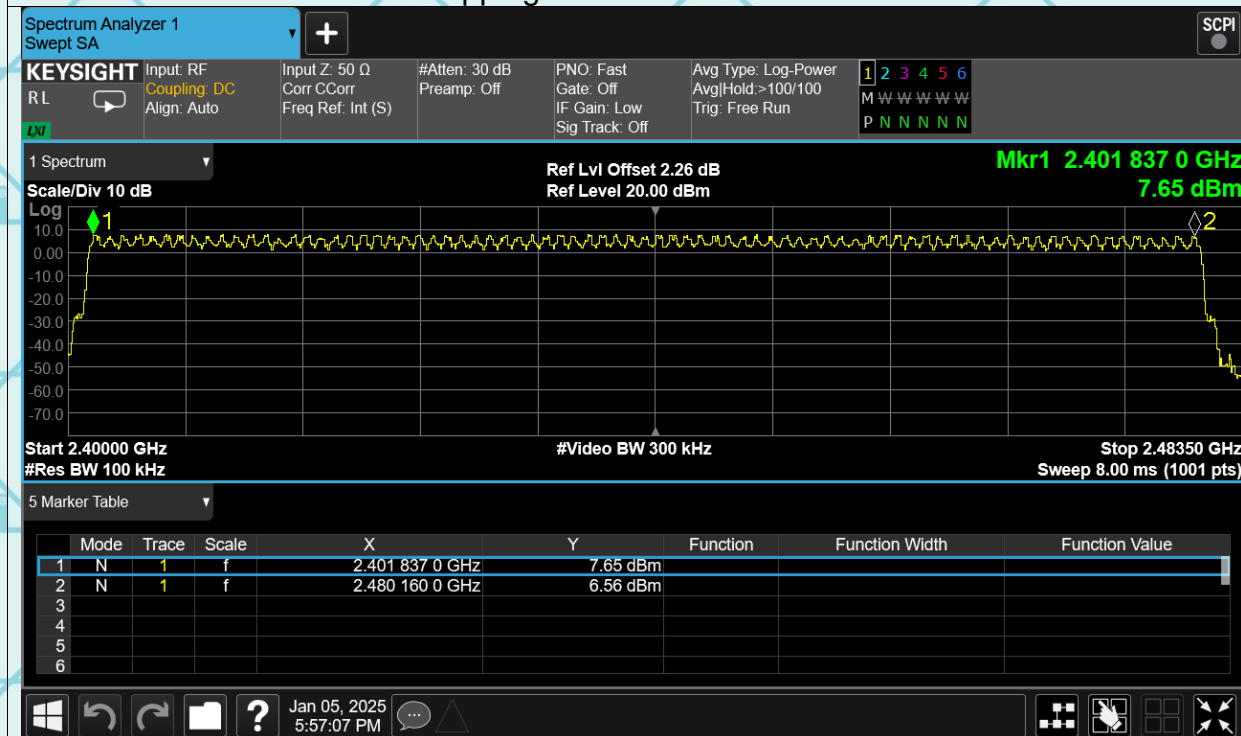 Spectrum Analyzer 1
Swept SA
+
SCPI
KEYSIGHT
RL
LXI
Input: RF
Coupling: DC
Align: Auto
Input Z: 50 Ω
Corr CCorr
Freq Ref: Int (S)
#Atten: 30 dB
Preamp: Off
PNO: Fast
Gate: Off
IF Gain: Low
Sig Track: Off
Avg Type: Log-Power
Avg|Hold:>100/100
Trig: Free Run
1 2 3 4 5 6
M W W W W W
P N N N N N
1 Spectrum
Scale/Div 10 dB
Ref Lvl Offset 2.26 dB
Ref Level 20.00 dBm
Mkr1 2.401 837 0 GHz
7.65 dBm
Log
1
2
10.0
0.00
-10.0
-20.0
-30.0
-40.0
-50.0
-60.0
-70.0
Start 2.40000 GHz
#Video BW 300 kHz
Stop 2.48350 GHz
#Res BW 100 kHz
Sweep 8.00 ms (1001 pts)
5 Marker Table
Mode Trace Scale X Y Function Function Width Function Value
1 N 1 f 2.401 837 0 GHz 7.65 dBm
2 N 1 f 2.480 160 0 GHz 6.56 dBm
3
4
5
6
?
Jan 05, 2025
5:57:07 PM